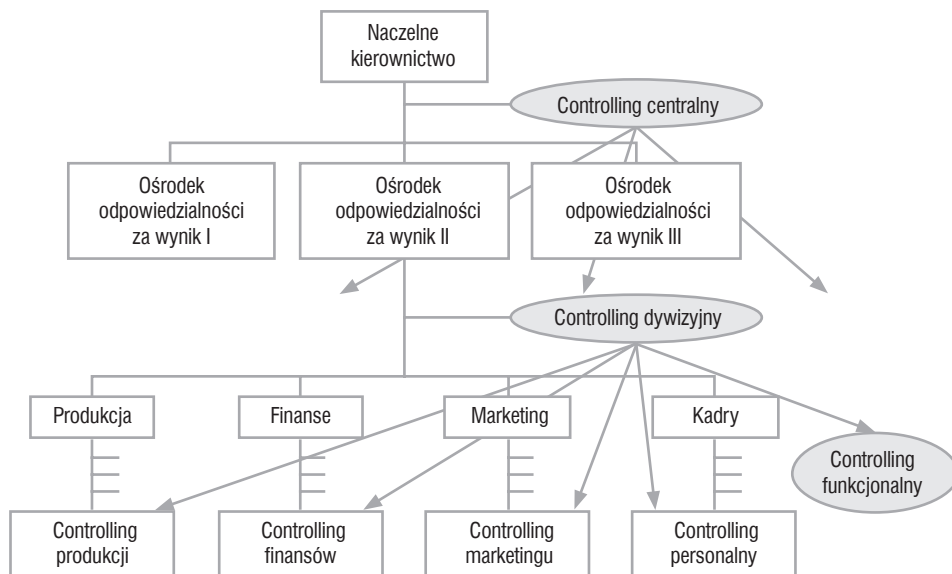 Naczelne
kierownictwo
Controlling centralny
Ośrodek
odpowiedzialności
za wynik I
Ośrodek
odpowiedzialności
za wynik II
Ośrodek
odpowiedzialności
za wynik III
Controlling dywizyjny
Produkcja
Finanse
Marketing
Kadry
Controlling
funkcjonalny
Controlling
produkcji
Controlling
finansów
Controlling
marketingu
Controlling
personalny